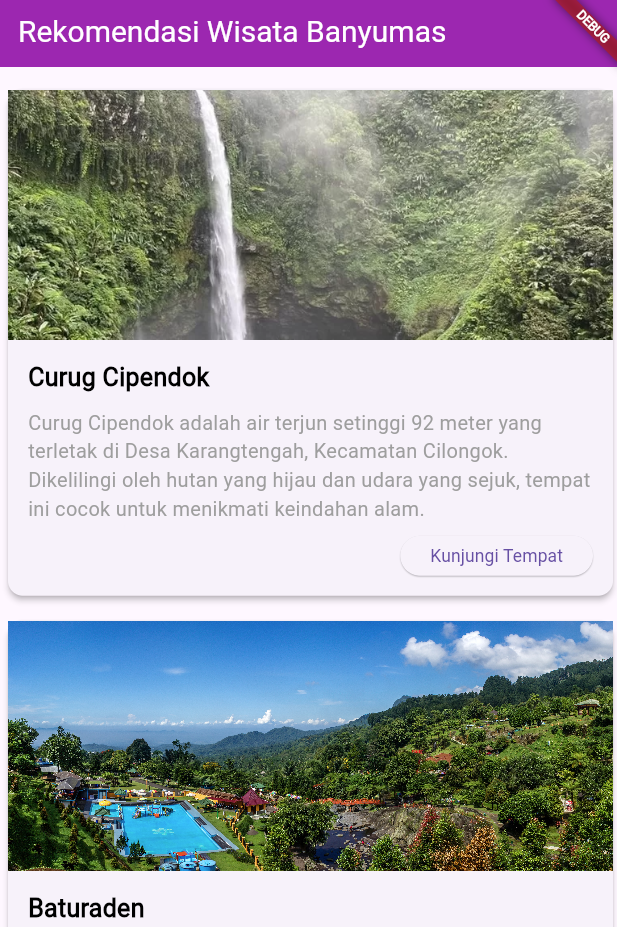 Rekomendasi Wisata Banyumas
DEBUG
Curug Cipendok
Curug Cipendok adalah air terjun setinggi 92 meter yang
terletak di Desa Karangtengah, Kecamatan Cilongok.
Dikelilingi oleh hutan yang hijau dan udara yang sejuk, tempat
ini cocok untuk menikmati keindahan alam.
Kunjungi Tempat
Baturaden